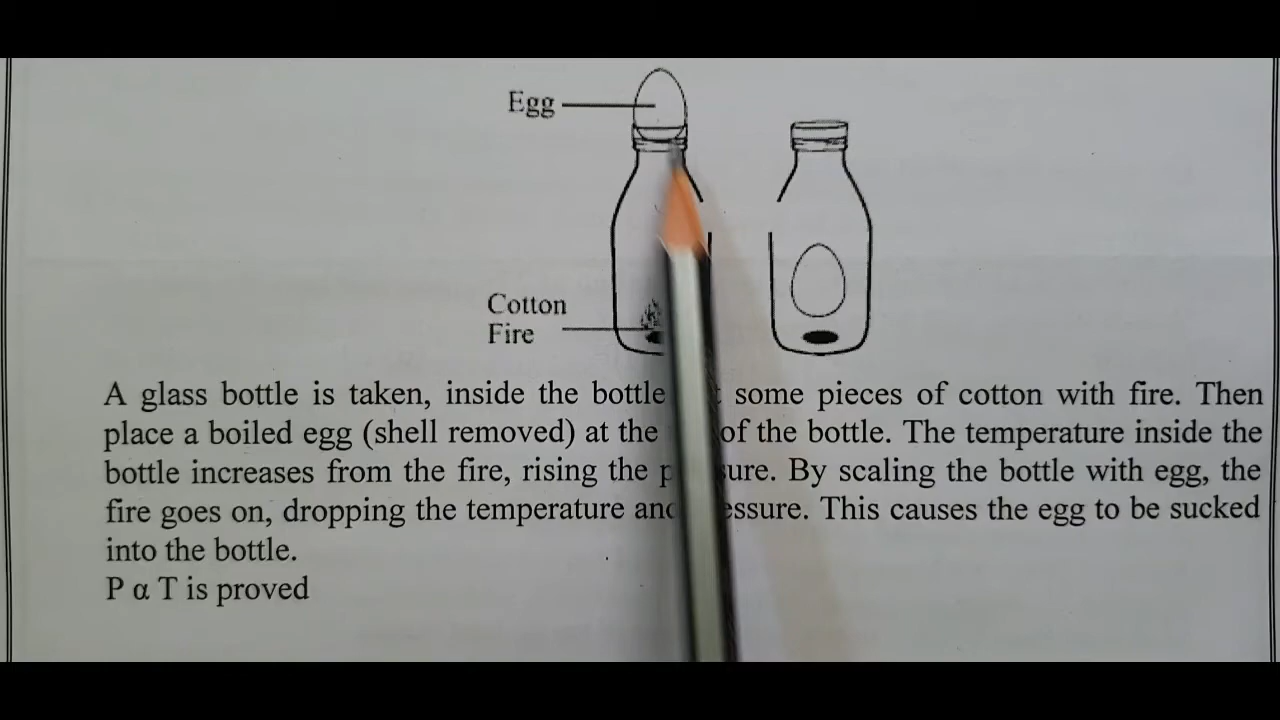 Egg
Cotton
Fire
A glass bottle is taken, inside the bottle some pieces of cotton with fire. Then
place a boiled egg (shell removed) at the of the bottle. The temperature inside the
bottle increases from the fire, rising the pressure. By scaling the bottle with egg, the
fire goes on, dropping the temperature and pressure. This causes the egg to be sucked
into the bottle.
P α T is proved